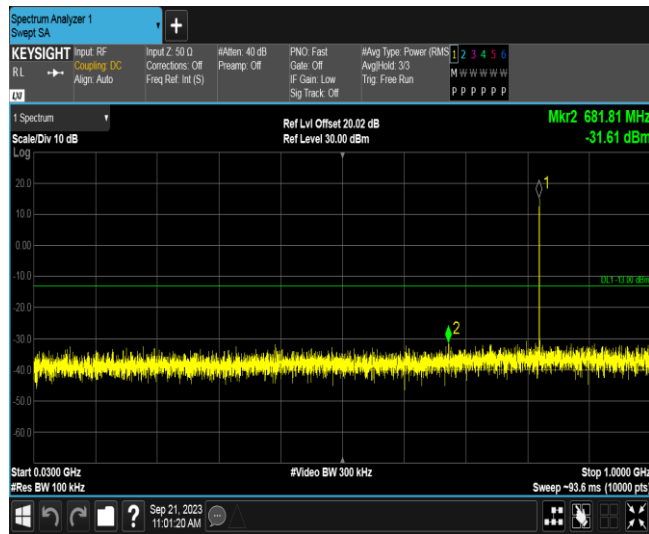 Spectrum Analyzer 1
Swept SA
+
KEYSIGHT
RL
LXI
Input: RF
Coupling: DC
Align: Auto
Input Z: 50 Ω
Corrections: Off
Freq Ref: Int (S)
#Atten: 40 dB
Preamp: Off
PNO: Fast
Gate: Off
IF Gain: Low
Sig Track: Off
#Avg Type: Power (RMS
Avg|Hold: 3/3
Trig: Free Run
1 2 3 4 5 6
M W W W W W
P P P P P P
1 Spectrum
Scale/Div 10 dB
Log
Ref Lvl Offset 20.02 dB
Ref Level 30.00 dBm
Mkr2 681.81 MHz
-31.61 dBm
20.0
10.0
0.00
-10.0
-20.0
-30.0
-40.0
-50.0
-60.0
1
DL1 -13.00 dBm
2
Start 0.0300 GHz
#Res BW 100 kHz
#Video BW 300 kHz
Stop 1.0000 GHz
Sweep ~93.6 ms (10000 pts)
?
Sep 21, 2023
11:01:20 AM